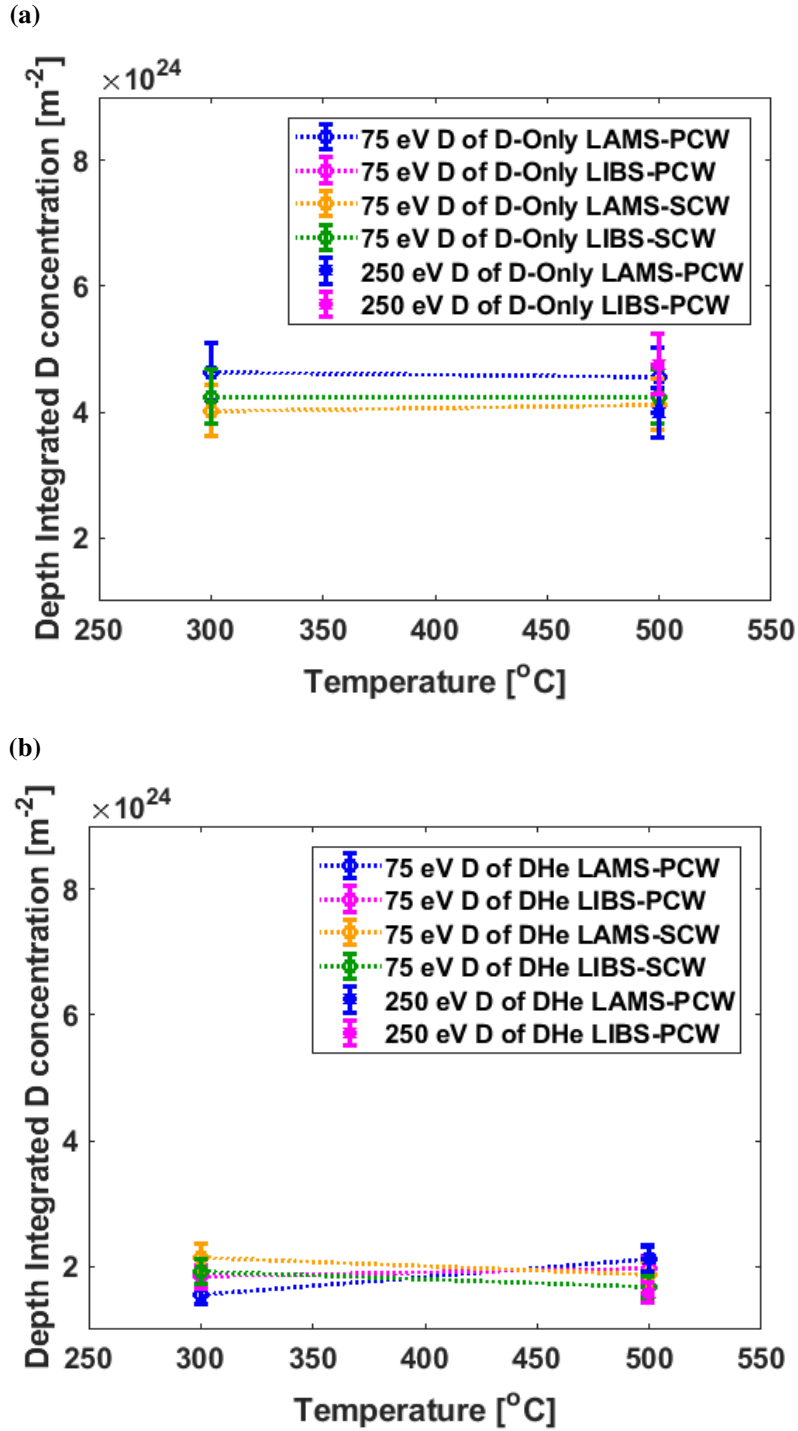 (a)
×10^24
Depth Integrated D concentration [m^-2]
8
6
4
2
75 eV D of D-Only LAMS-PCW
75 eV D of D-Only LIBS-PCW
75 eV D of D-Only LAMS-SCW
75 eV D of D-Only LIBS-SCW
250 eV D of D-Only LAMS-PCW
250 eV D of D-Only LIBS-PCW
250 300 350 400 450 500 550
Temperature [°C]
(b)
×10^24
Depth Integrated D concentration [m^-2]
8
6
4
2
75 eV D of DHe LAMS-PCW
75 eV D of DHe LIBS-PCW
75 eV D of DHe LAMS-SCW
75 eV D of DHe LIBS-SCW
250 eV D of DHe LAMS-PCW
250 eV D of DHe LIBS-PCW
250 300 350 400 450 500 550
Temperature [°C]